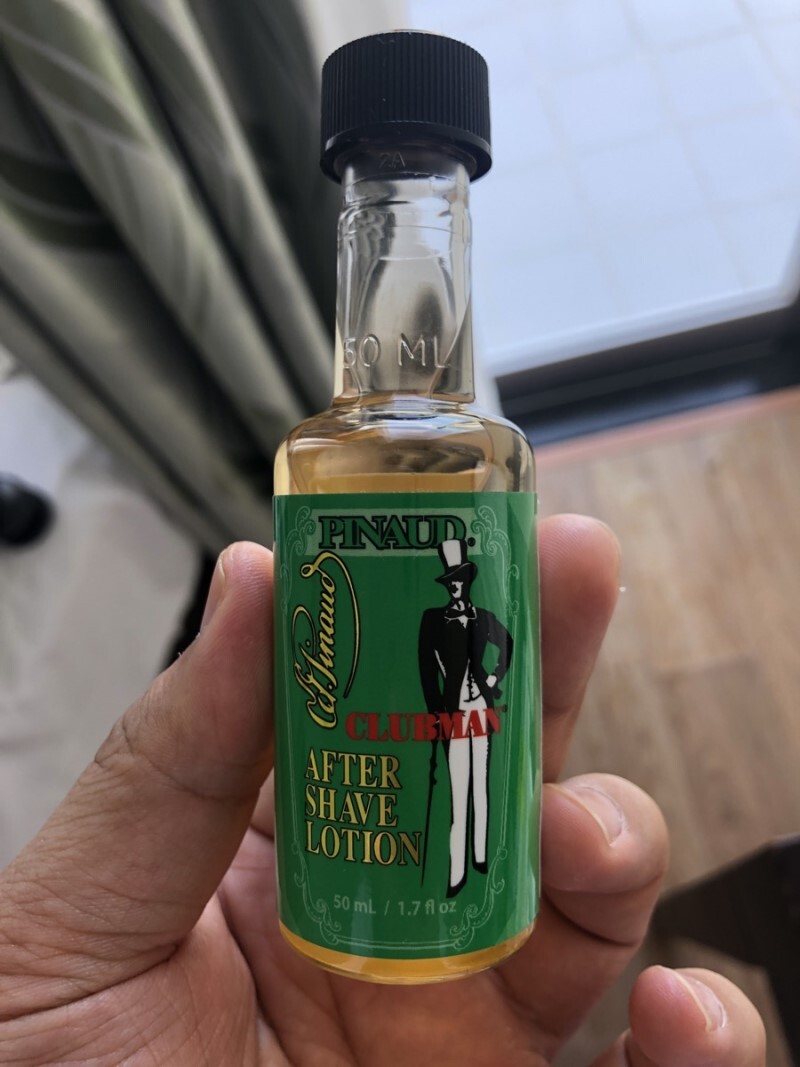 2A
50 ML
PINAUD®
Ed. Pinaud
CLUBMAN®
AFTER
SHAVE
LOTION
50 mL / 1.7 fl oz